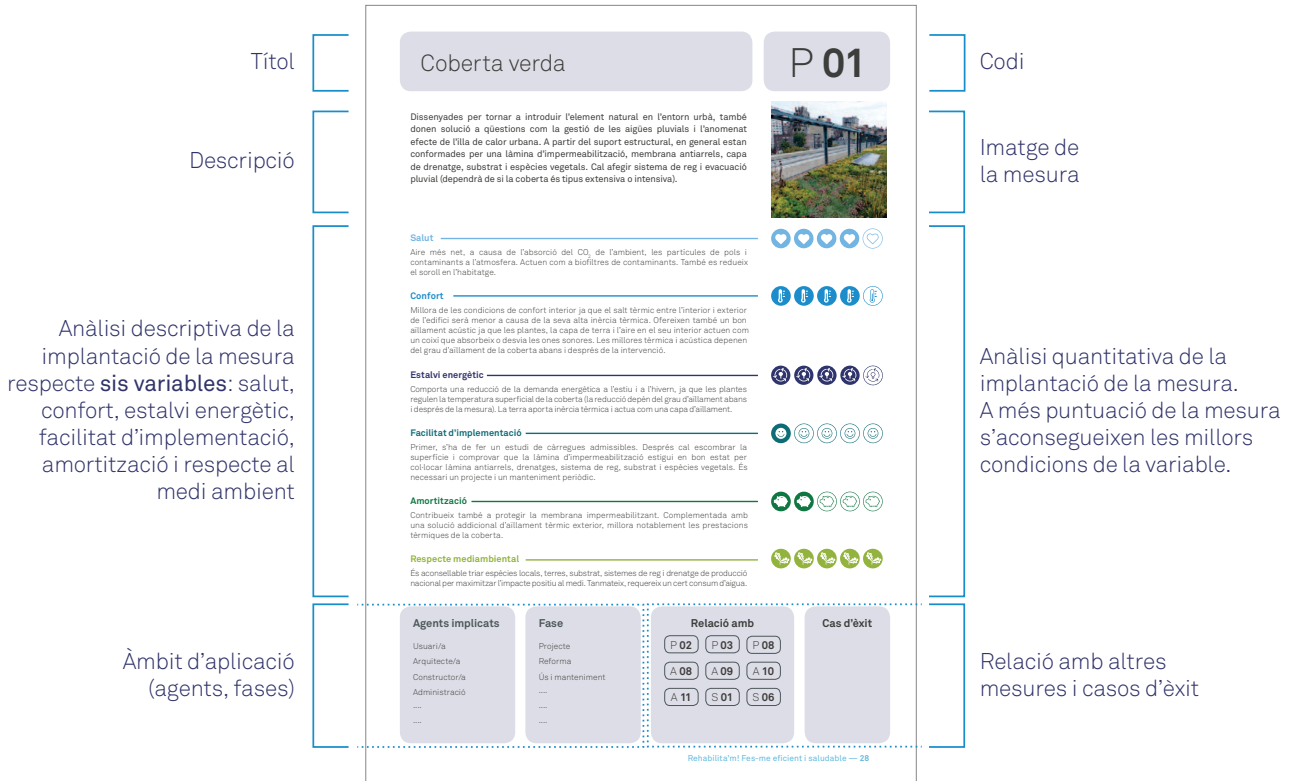 Títol
Coberta verda
P 01
Codi
Descripció
Dissenyades per tornar a introduir l'element natural en l'entorn urbà, també
donen solució a qüestions com la gestió de les aigües pluvials i l'anomenat
efecte de l'illa de calor urbana. A partir del suport estructural, en general estan
conformades per una làmina d'impermeabilització, membrana antiarrels, capa
de drenatge, substrat i espècies vegetals. Cal afegir sistema de reg i evacuació
pluvial (dependrà de si la coberta és tipus extensiva o intensiva).
Imatge de
la mesura
Anàlisi descriptiva de la
implantació de la mesura
respecte sis variables: salut,
confort, estalvi energètic,
facilitat d'implementació,
amortització i respecte al
medi ambient
Salut
Aire més net, a causa de l'absorció del CO2 de l'ambient, les partícules de pols i
contaminants a l'atmosfera. Actuen com a biofiltres de contaminants. També es redueix
el soroll en l'habitatge.
Confort
Millora de les condicions de confort interior ja que el salt tèrmic entre l'interior i exterior
de l'edifici serà menor a causa de la seva alta inèrcia tèrmica. Ofereixen també un bon
aïllament acústic ja que les plantes, la capa de terra i l'aire en el seu interior actuen com
un coixí que absorbeix o desvia les ones sonores. Les millores tèrmica i acústica depenen
del grau d'aïllament de la coberta abans i després de la intervenció.
Estalvi energètic
Comporta una reducció de la demanda energètica a l'estiu i a l'hivern, ja que les plantes
regulen la temperatura superficial de la coberta (la reducció depèn del grau d'aïllament abans
i després de la mesura). La terra aporta inèrcia tèrmica i actua com una capa d'aïllament.
Facilitat d'implementació
Primer, s'ha de fer un estudi de càrregues admissibles. Després cal escombrar la
superfície i comprovar que la làmina d'impermeabilització estigui en bon estat per
col·locar làmina antiarrels, drenatges, sistema de reg, substrat i espècies vegetals. És
necessari un projecte i un manteniment periòdic.
Amortització
Contribueix també a protegir la membrana impermeabilitzant. Complementada amb
una solució addicional d'aïllament tèrmic exterior, millora notablement les prestacions
tèrmiques de la coberta.
Respecte mediambiental
És aconsellable triar espècies locals, terres, substrat, sistemes de reg i drenatge de producció
nacional per maximitzar l'impacte positiu al medi. Tanmateix, requereix un cert consum d'aigua.
Anàlisi quantitativa de la
implantació de la mesura.
A més puntuació de la mesura
s'aconsegueixen les millors
condicions de la variable.
Àmbit d'aplicació
(agents, fases)
Agents implicats
Usuari/a
Arquitecte/a
Constructor/a
Administració
....
....
....
Fase
Projecte
Reforma
Ús i manteniment
....
....
....
Relació amb
P 02 P 03 P 08
A 08 A 09 A 10
A 11 S 01 S 06
Cas d'èxit
Relació amb altres
mesures i casos d'èxit
Rehabilita'm! Fes-me eficient i saludable — 28